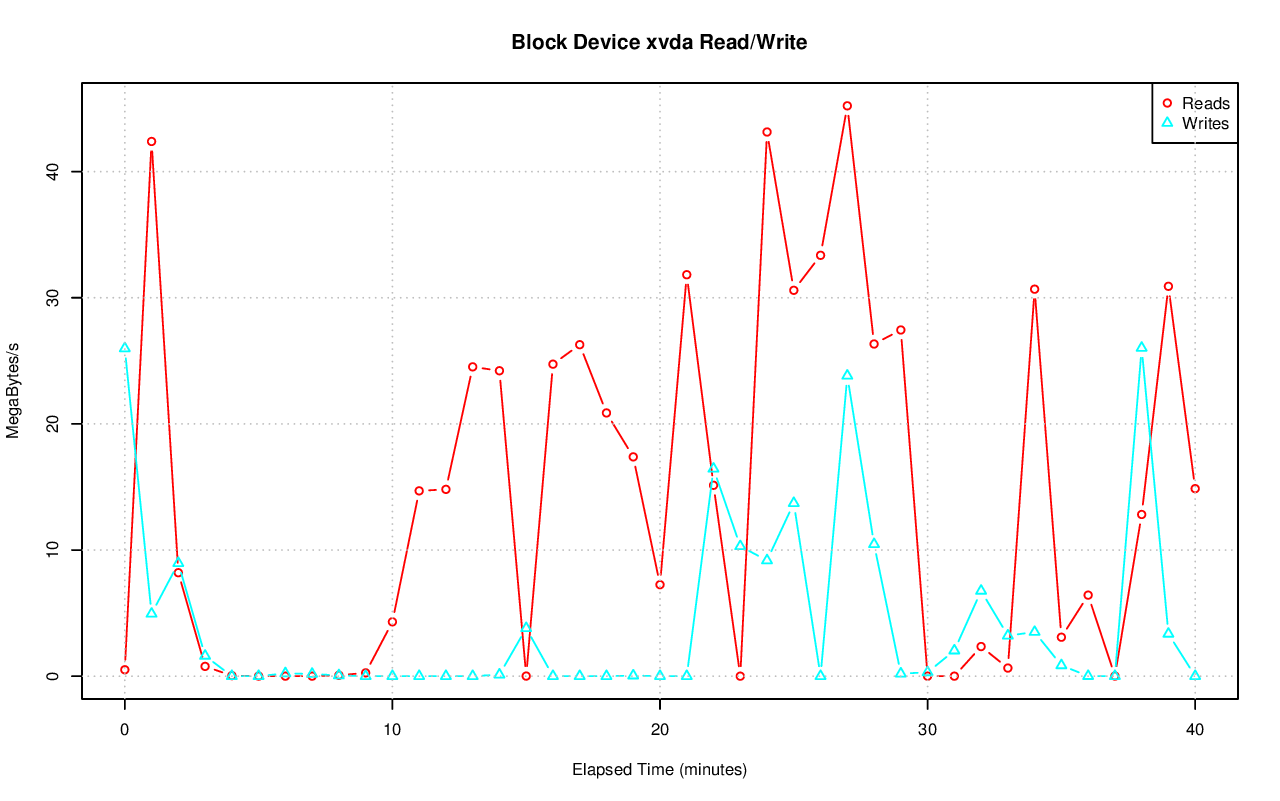 Block Device xvda Read/Write
Reads
Writes
MegaBytes/s
40
30
20
10
0
0 10 20 30 40
Elapsed Time (minutes)